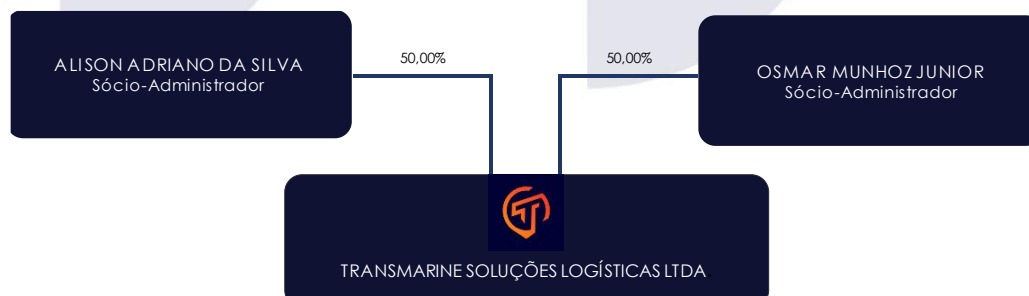 ALISON ADRIANO DA SILVA
Sócio-Administrador
50,00%
50,00%
OSMAR MUNHOZ JUNIOR
Sócio-Administrador
TRANSMARINE SOLUÇÕES LOGÍSTICAS LTDA